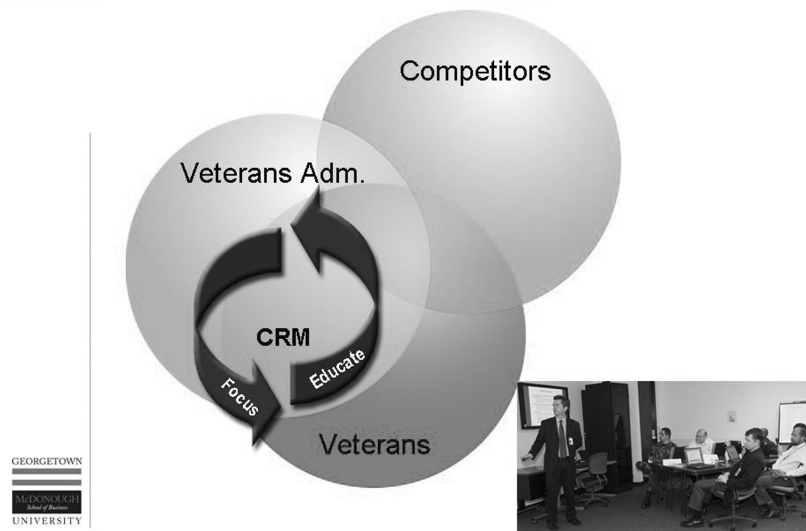 Competitors
Veterans Adm.
CRM
Focus
Educate
Veterans
GEORGETOWN
McDONOUGH
School of Business
UNIVERSITY